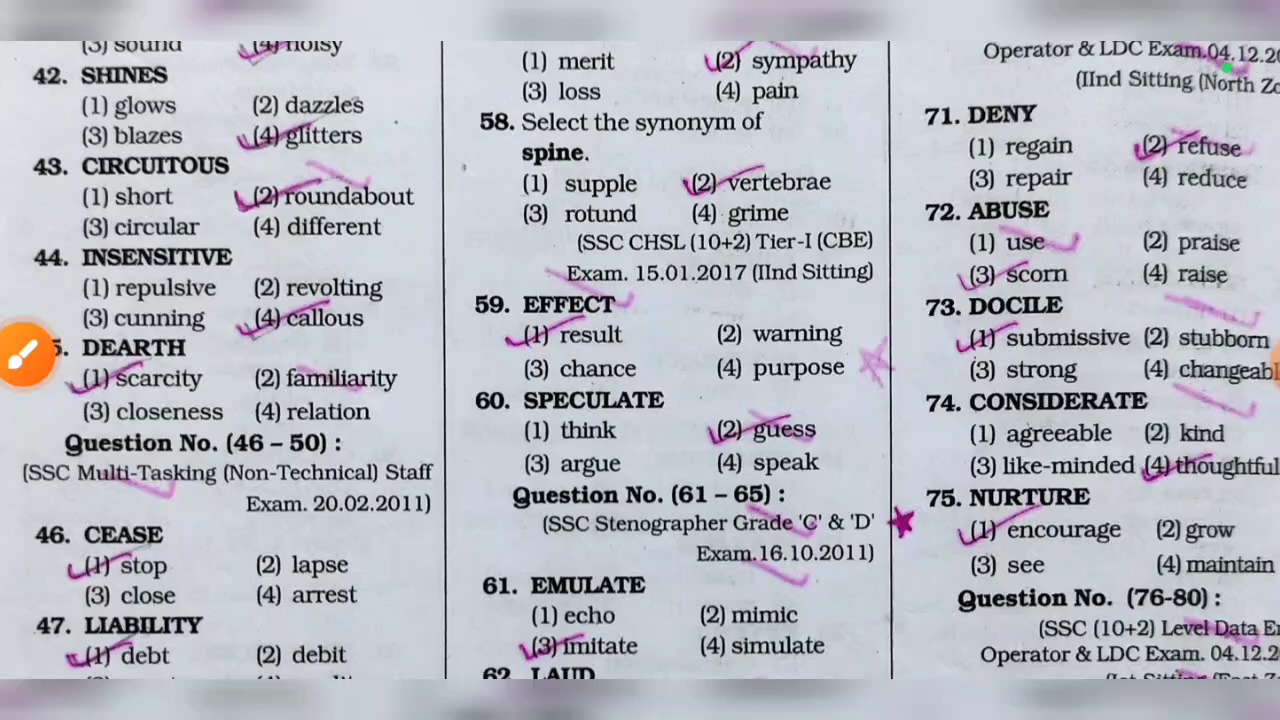 (3) sound (4) noisy
42. SHINES
(1) glows (2) dazzles
(3) blazes (4) glitters
43. CIRCUITOUS
(1) short (2) roundabout
(3) circular (4) different
44. INSENSITIVE
(1) repulsive (2) revolting
(3) cunning (4) callous
5. DEARTH
(1) scarcity (2) familiarity
(3) closeness (4) relation
Question No. (46 – 50) :
(SSC Multi-Tasking (Non-Technical) Staff
Exam. 20.02.2011)
46. CEASE
(1) stop (2) lapse
(3) close (4) arrest
47. LIABILITY
(1) debt (2) debit
(1) merit (2) sympathy
(3) loss (4) pain
58. Select the synonym of
spine.
(1) supple (2) vertebrae
(3) rotund (4) grime
(SSC CHSL (10+2) Tier-I (CBE)
Exam. 15.01.2017 (IInd Sitting)
59. EFFECT
(1) result (2) warning
(3) chance (4) purpose
60. SPECULATE
(1) think (2) guess
(3) argue (4) speak
Question No. (61 – 65) :
(SSC Stenographer Grade 'C' & 'D'
Exam.16.10.2011)
61. EMULATE
(1) echo (2) mimic
(3) imitate (4) simulate
62. LAUD
Operator & LDC Exam.04.12.20
(IInd Sitting (North Zo
71. DENY
(1) regain (2) refuse
(3) repair (4) reduce
72. ABUSE
(1) use (2) praise
(3) scorn (4) raise
73. DOCILE
(1) submissive (2) stubborn
(3) strong (4) changeabl
74. CONSIDERATE
(1) agreeable (2) kind
(3) like-minded (4) thoughtful
75. NURTURE
(1) encourage (2) grow
(3) see (4) maintain
Question No. (76-80) :
(SSC (10+2) Level Data En
Operator & LDC Exam. 04.12.20